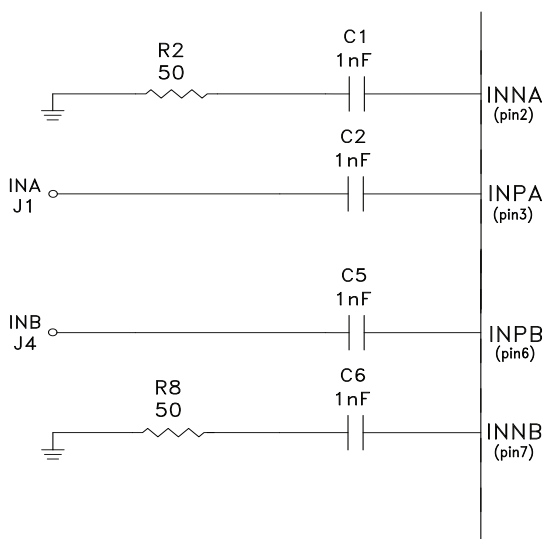 C1
1nF
R2
50
INNA
(pin2)
C2
1nF
INA
J1
INPA
(pin3)
C5
1nF
INB
J4
INPB
(pin6)
C6
1nF
R8
50
INNB
(pin7)